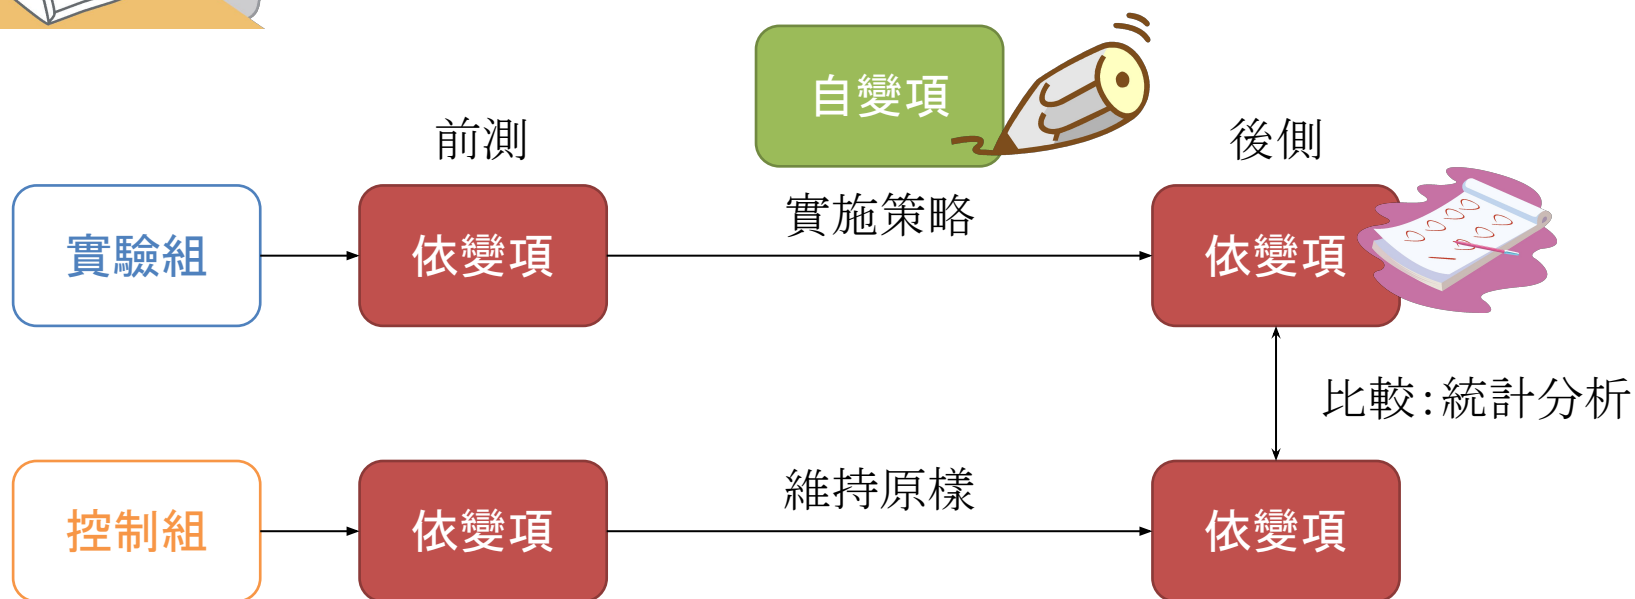 自變項
前測
後側
實驗組
依變項
實施策略
依變項
比較:統計分析
控制組
依變項
維持原樣
依變項